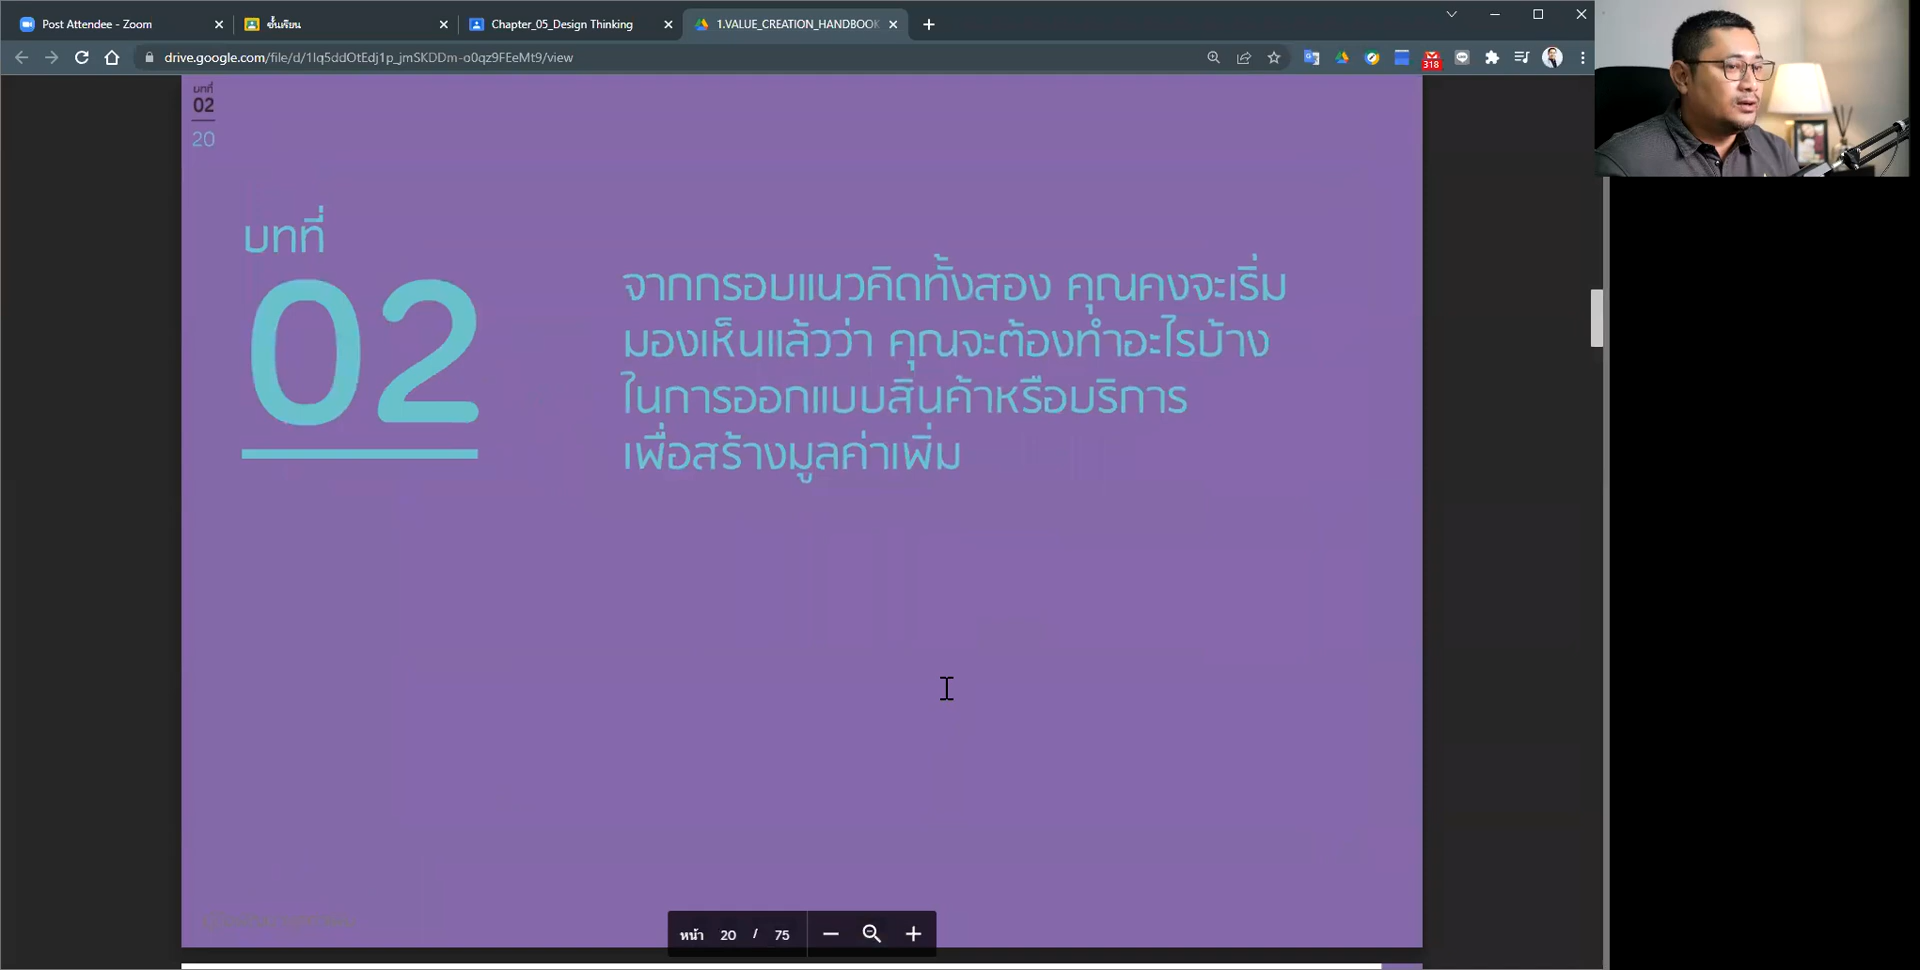 Post Attendee - Zoom
ชั้นเรียน
Chapter_05_Design Thinking
1.VALUE_CREATION_HANDBOOK
drive.google.com/file/d/1Iq5ddOtEdj1p_jmSKDDm-o0qz9FEeMt9/view
318
บทที่
02
20
บทที่
02
จากกรอบแนวคิดทั้งสอง คุณคงจะเริ่ม
มองเห็นแล้วว่า คุณจะต้องทำอะไรบ้าง
ในการออกแบบสินค้าหรือบริการ
เพื่อสร้างมูลค่าเพิ่ม
หน้า 20 / 75